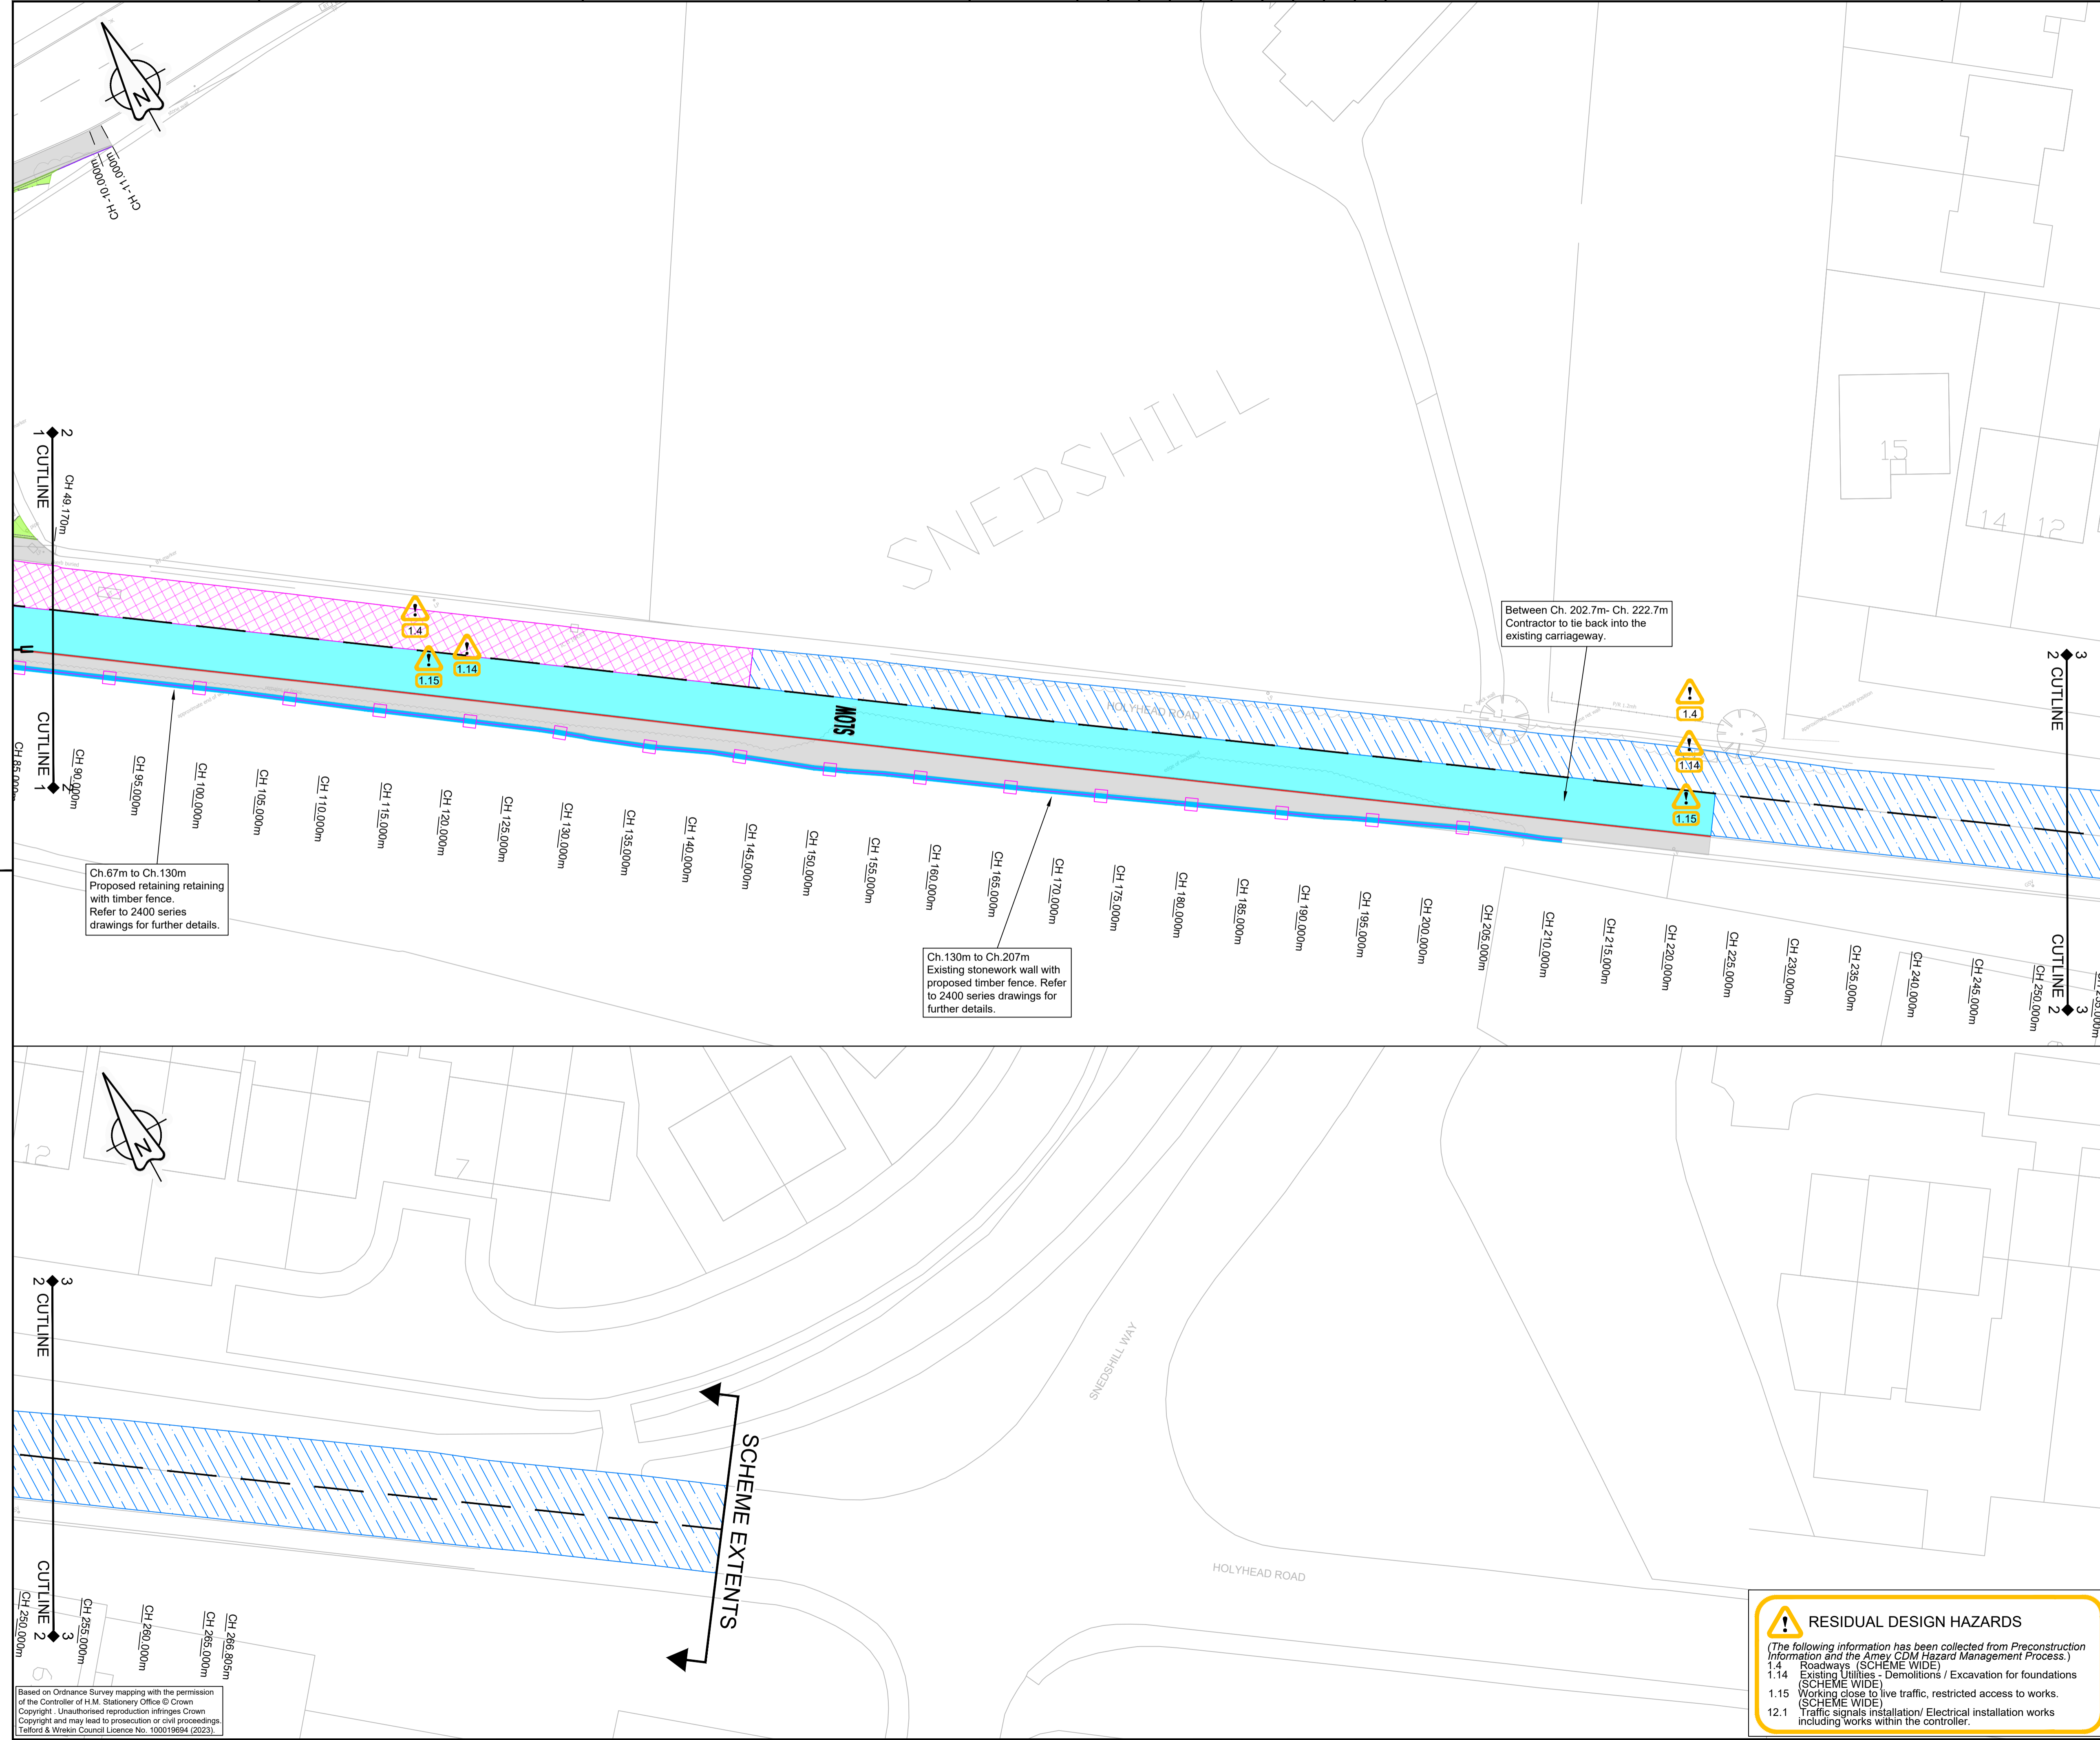 N
CH -11.000m
CH -10.000m
SNEDSHILL
15
14
12
2
1
CUTLINE
CH 49.170m
3
2
CUTLINE
Between Ch. 202.7m- Ch. 222.7m
Contractor to tie back into the
existing carriageway.
1.4
1.15
1.14
SLOW
HOLYHEAD ROAD
1.4
1.14
1.15
CUTLINE
1
2
CH 85.000m
CH 90.000m
CH 95.000m
CH 100.000m
CH 105.000m
CH 110.000m
CH 115.000m
CH 120.000m
CH 125.000m
CH 130.000m
CH 135.000m
CH 140.000m
CH 145.000m
CH 150.000m
CH 155.000m
CH 160.000m
CH 165.000m
CH 170.000m
CH 175.000m
CH 180.000m
CH 185.000m
CH 190.000m
CH 195.000m
CH 200.000m
CH 205.000m
CH 210.000m
CH 215.000m
CH 220.000m
CH 225.000m
CH 230.000m
CH 235.000m
CH 240.000m
CH 245.000m
CH 250.000m
CH 255.000m
CUTLINE
2
3
Ch.67m to Ch.130m
Proposed retaining retaining
with timber fence.
Refer to 2400 series
drawings for further details.
Ch.130m to Ch.207m
Existing stonework wall with
proposed timber fence. Refer
to 2400 series drawings for
further details.
N
12
7
3
2
CUTLINE
SNEDSHILL WAY
SCHEME EXTENTS
HOLYHEAD ROAD
CUTLINE
2
3
CH 250.000m
CH 255.000m
CH 260.000m
CH 265.000m
CH 266.805m
Based on Ordnance Survey mapping with the permission
of the Controller of H.M. Stationery Office © Crown
Copyright . Unauthorised reproduction infringes Crown
Copyright and may lead to prosecution or civil proceedings.
Telford & Wrekin Council Licence No. 100019694 (2023).
RESIDUAL DESIGN HAZARDS
(The following information has been collected from Preconstruction
Information and the Amey CDM Hazard Management Process.)
1.4 Roadways (SCHEME WIDE)
1.14 Existing Utilities - Demolitions / Excavation for foundations
(SCHEME WIDE)
1.15 Working close to live traffic, restricted access to works.
(SCHEME WIDE)
12.1 Traffic signals installation/ Electrical installation works
including works within the controller.